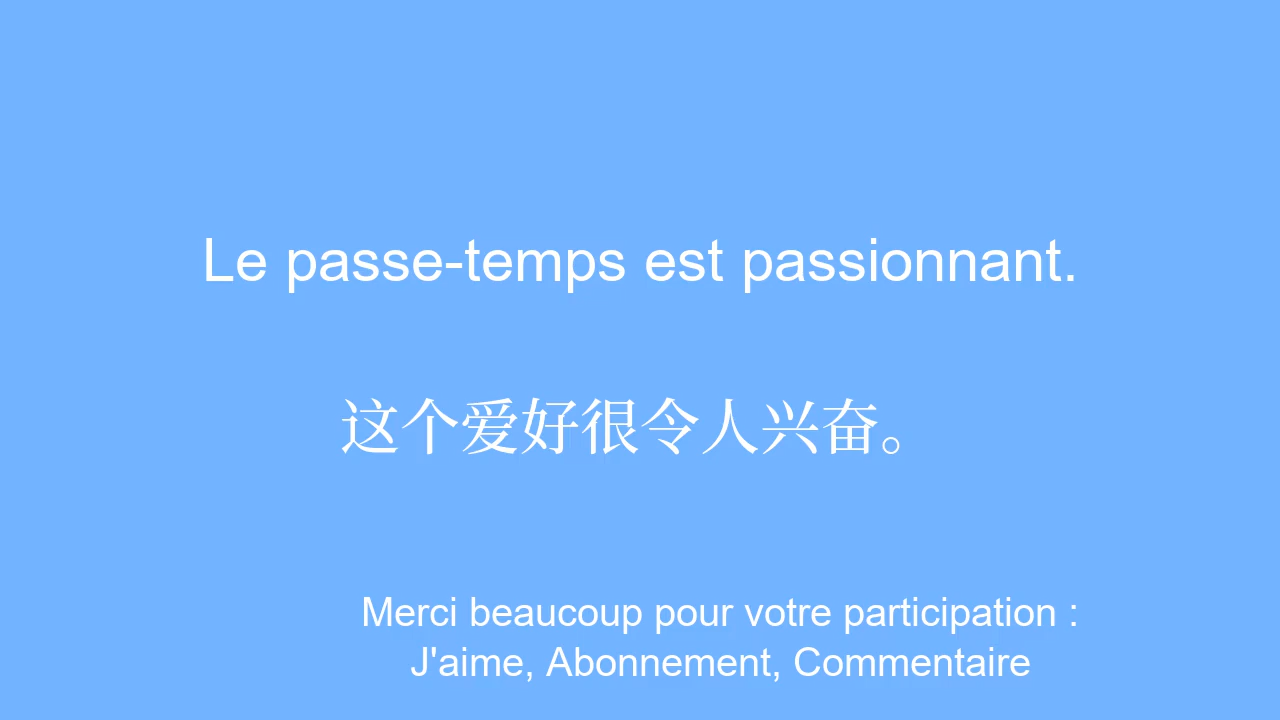 Le passe-temps est passionnant.
这个爱好很令人兴奋。
Merci beaucoup pour votre participation :
J'aime, Abonnement, Commentaire